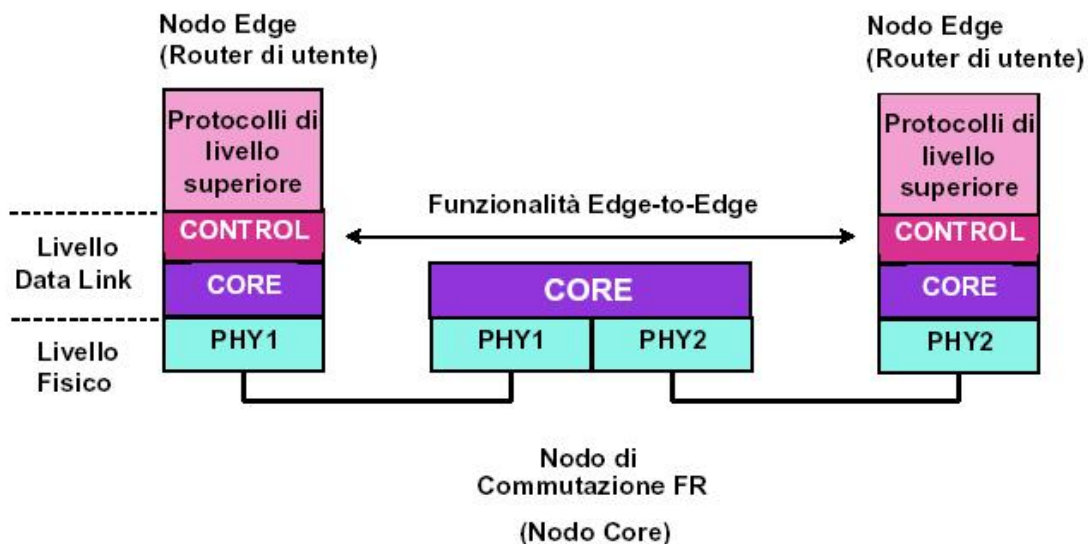 Nodo Edge
(Router di utente)
Nodo Edge
(Router di utente)
Protocolli di
livello
superiore
Protocolli di
livello
superiore
Funzionalità Edge-to-Edge
CONTROL
CONTROL
Livello
Data Link
CORE
CORE
CORE
Livello
Fisico
PHY1
PHY1
PHY2
PHY2
Nodo di
Commutazione FR
(Nodo Core)